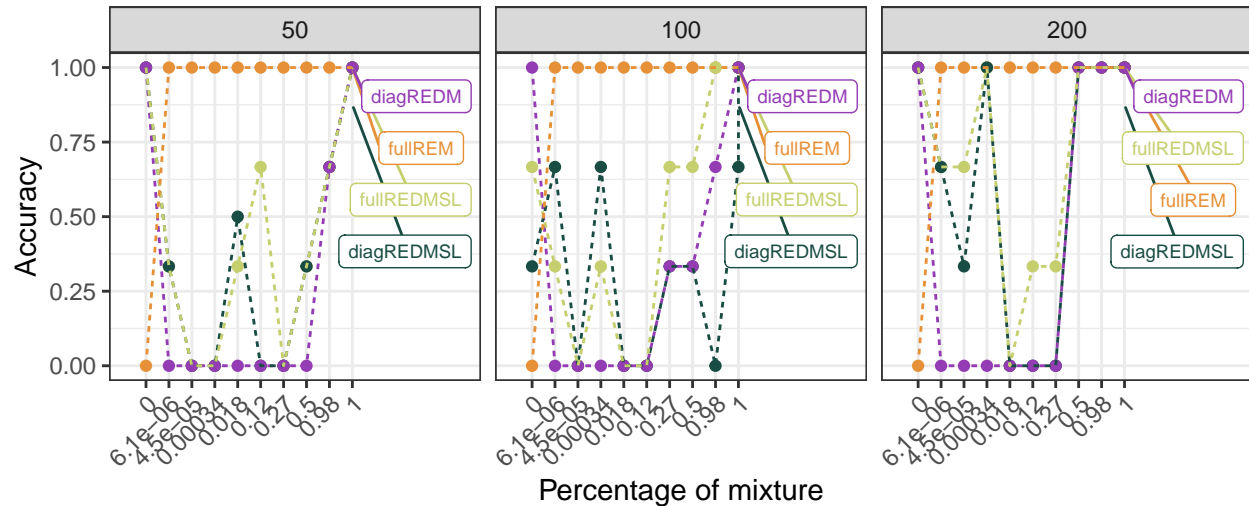 50
100
200
Accuracy
1.00
0.75
0.50
0.25
0.00
diagREDM
fullREM
fullREDMSL
diagREDMSL
diagREDM
fullREM
fullREDMSL
diagREDMSL
diagREDM
fullREDMSL
fullREM
diagREDMSL
0
6.1e−06
4.5e−05
0.00034
0.018
0.12
0.27
0.5
0.98
1
0
6.1e−06
4.5e−05
0.00034
0.018
0.12
0.27
0.5
0.98
1
0
6.1e−06
4.5e−05
0.00034
0.018
0.12
0.27
0.5
0.98
1
Percentage of mixture